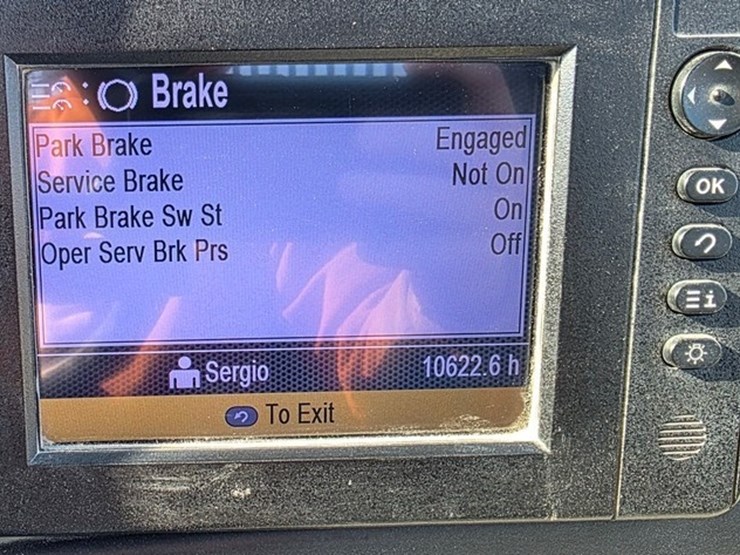 Brake
Park Brake Engaged
Service Brake Not On
Park Brake Sw St On
Oper Serv Brk Prs Off
Sergio 10622.6 h
To Exit
OK
i